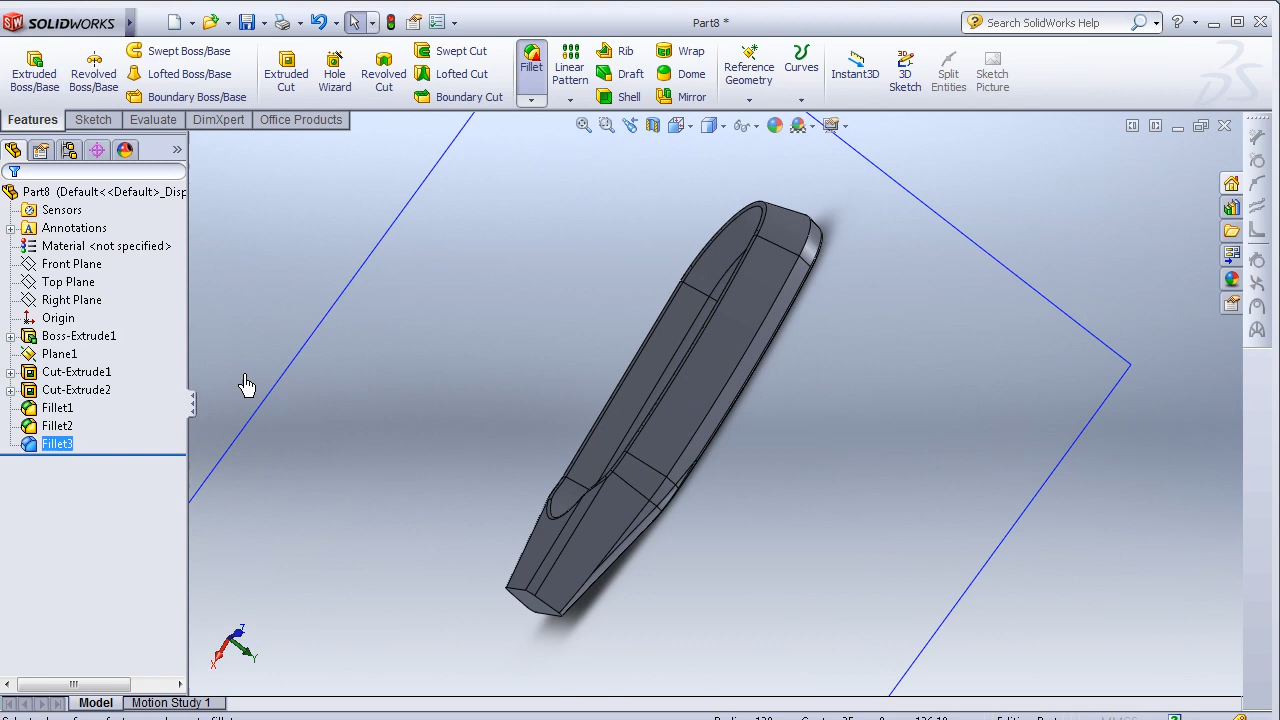 SOLIDWORKS
Part8 *
Search SolidWorks Help
Extruded Boss/Base
Revolved Boss/Base
Swept Boss/Base
Lofted Boss/Base
Boundary Boss/Base
Extruded Cut
Hole Wizard
Revolved Cut
Swept Cut
Lofted Cut
Boundary Cut
Fillet
Linear Pattern
Rib
Draft
Shell
Wrap
Dome
Mirror
Reference Geometry
Curves
Instant3D
3D Sketch
Split Entities
Sketch Picture
Features
Sketch
Evaluate
DimXpert
Office Products
Part8 (Default<<Default>_Disp
Sensors
Annotations
Material <not specified>
Front Plane
Top Plane
Right Plane
Origin
Boss-Extrude1
Plane1
Cut-Extrude1
Cut-Extrude2
Fillet1
Fillet2
Fillet3
Z
X
Y
Model
Motion Study 1